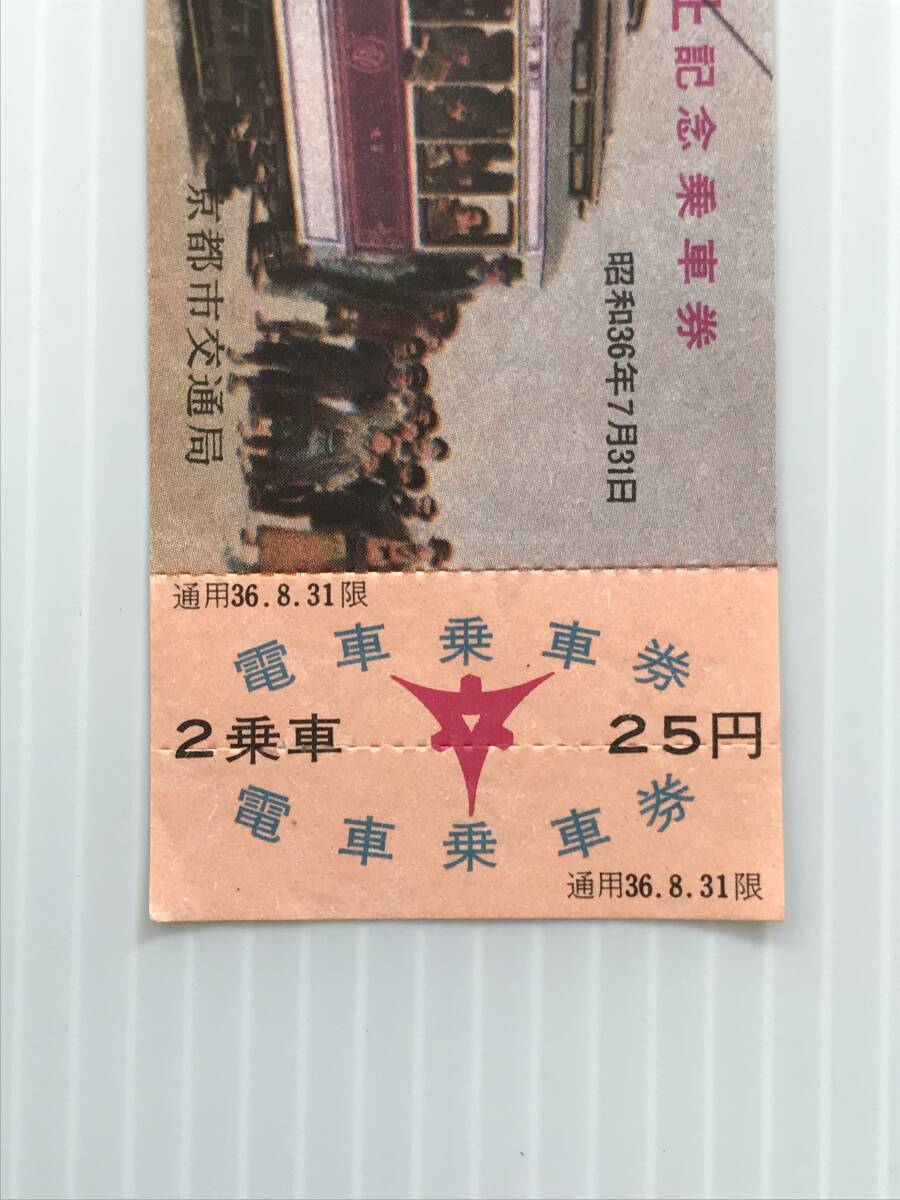 記念乗車券
昭和36年7月31日
京都市交通局
通用36.8.31限
電車乗車券
2乗車 25円
電車乗車券
通用36.8.31限